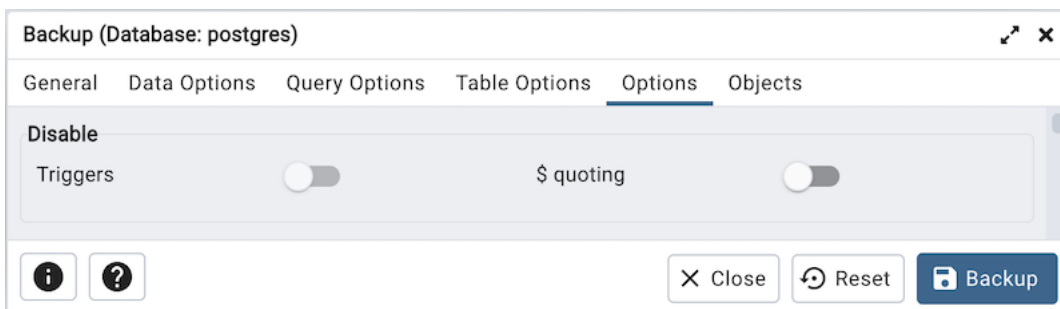 Backup (Database: postgres)
General Data Options Query Options Table Options Options Objects
Disable
Triggers $ quoting
Close Reset Backup